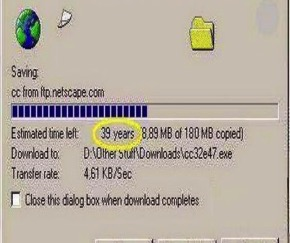 Saving:
cc from ftp.netscape.com
Estimated time left: 39 years (8,89 MB of 180 MB copied)
Download to: D:\Other Stuff\Downloads\cc32e47.exe
Transfer rate: 4,61 KB/Sec
Close this dialog box when download completes